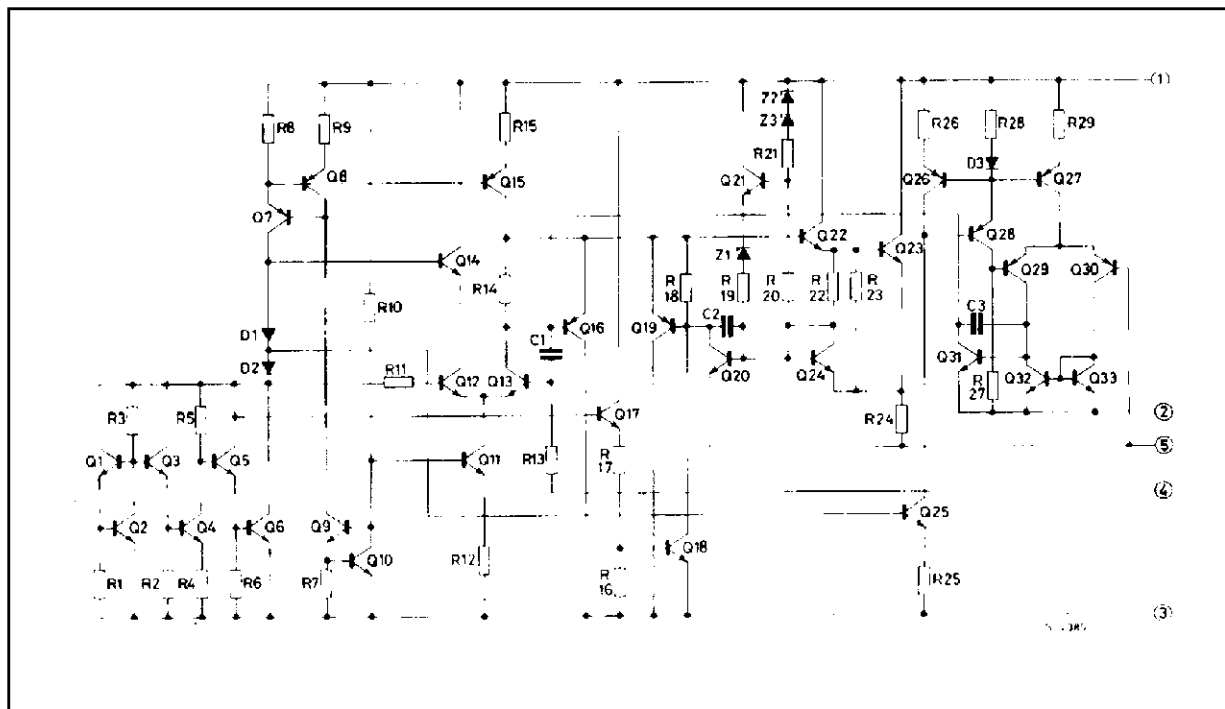 (1)
Z2
Z3
R8
R9
R15
R21
R26
R28
R29
D3
Q8
Q15
Q21
Q26
Q27
Q7
Q22
Q23
Q28
Q14
Z1
Q29
Q30
R14
R18
R19
R20
R22
R23
R10
C1
Q16
Q19
C2
C3
D1
D2
Q31
R11
Q12
Q13
Q20
Q24
R27
Q32
Q33
R3
R5
Q17
R24
(2)
(5)
Q1
Q3
Q5
Q11
R13
R17
(4)
Q2
Q4
Q6
Q9
Q10
Q18
Q25
R12
R1
R2
R4
R6
R7
R16
R25
(3)